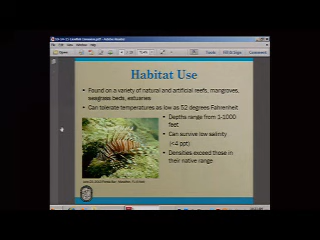 Habitat Use
• Found on a variety of natural and artificial reefs, mangroves,
seagrass beds, estuaries
• Can tolerate temperatures as low as 52 degrees Fahrenheit
• Depths range from 1-1000
feet
• Can survive low salinity
(<4 ppt)
• Densities exceed those in
their native range